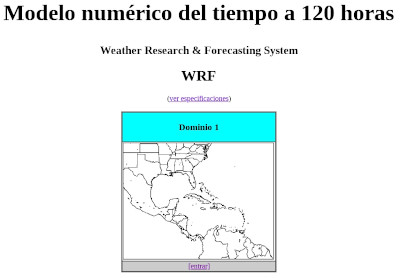 Modelo numérico del tiempo a 120 horas
Weather Research & Forecasting System
WRF
(ver especificaciones)
Dominio 1
[entrar]